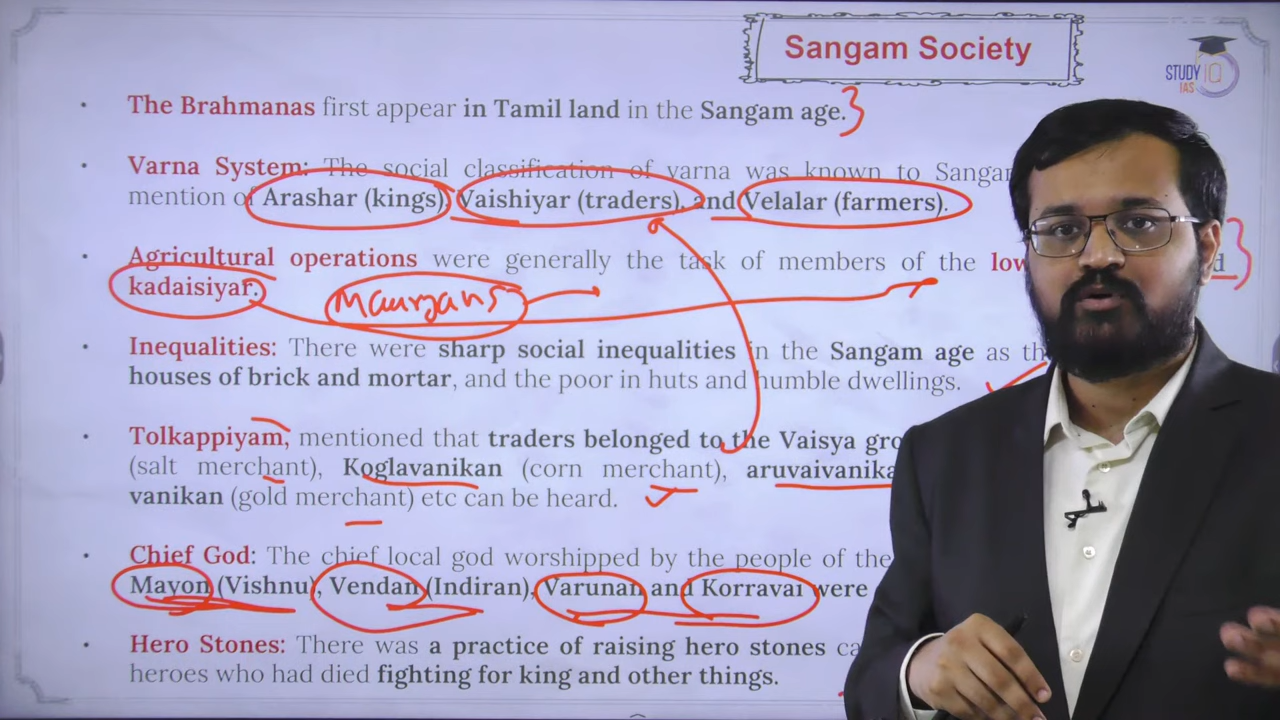 Sangam Society
STUDY IQ
IAS
• The Brahmanas first appear in Tamil land in the Sangam age.
• Varna System: The social classification of varna was known to
mention of Arashar (kings), Vaishiyar (traders), and Velalar (farmers).
• Agricultural operations were generally the task of members of the
kadaisiyar.
Mauryans
• Inequalities: There were sharp social inequalities in the Sangam age as
houses of brick and mortar, and the poor in huts and humble dwellings.
• Tolkappiyam, mentioned that traders belonged to the Vaisya
(salt merchant), Koglavanikan (corn merchant),
vanikan (gold merchant) etc can be heard.
• Chief God: The chief local god worshipped by the people of the
Mayon (Vishnu), Vendan (Indiran), Varunan and Korravai were
• Hero Stones: There was a practice of raising hero stones
heroes who had died fighting for king and other things.